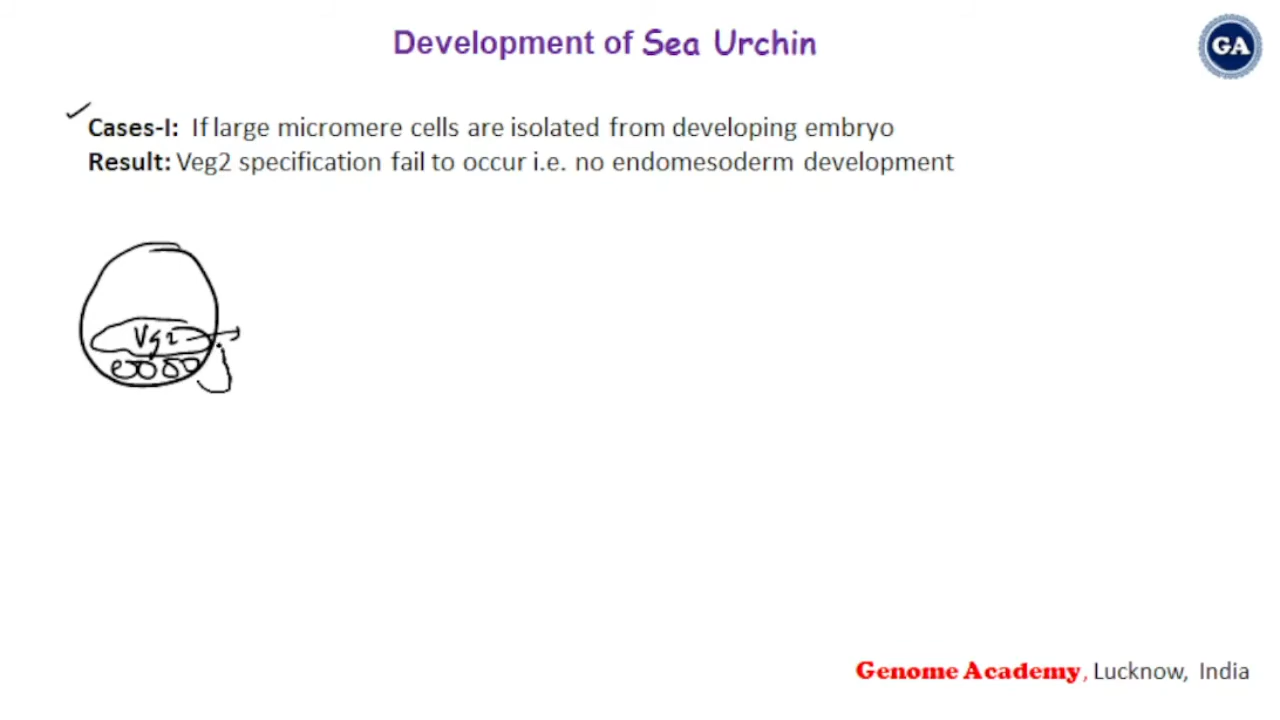 Development of Sea Urchin
GA
Cases-I: If large micromere cells are isolated from developing embryo
Result: Veg2 specification fail to occur i.e. no endomesoderm development
Vg2
Genome Academy, Lucknow, India